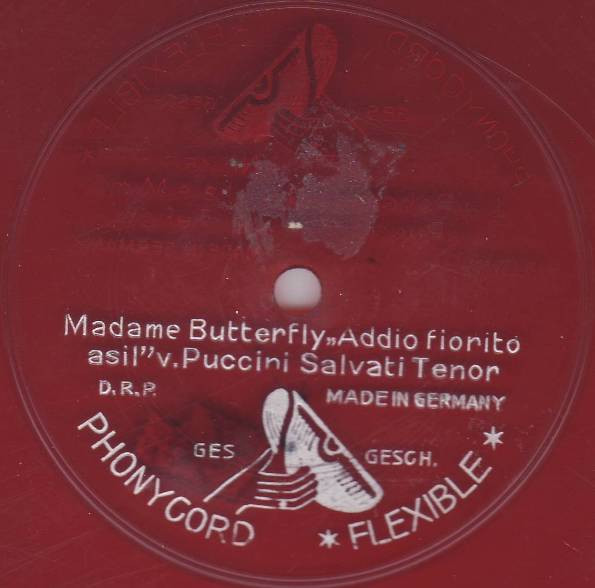 Madame Butterfly „Addio fiorito
asil” v. Puccini Salvati Tenor
D.R.P. MADE IN GERMANY
GES GESCH.
PHONYCORD * FLEXIBLE *